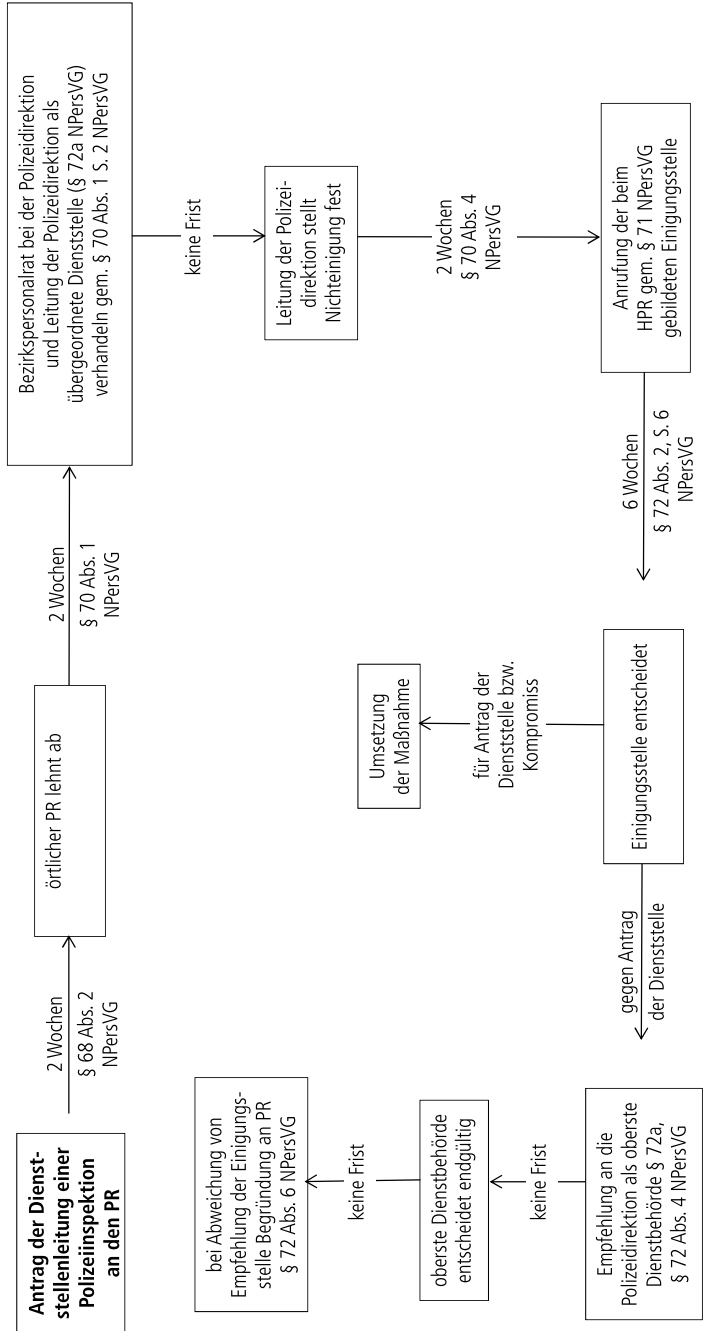 Antrag der Dienst-
stellenleitung einer
Polizeiinspektion
an den PR
2 Wochen
§ 68 Abs. 2
NPersVG
örtlicher PR lehnt ab
2 Wochen
§ 70 Abs. 1
NPersVG
Bezirkspersonalrat bei der Polizeidirektion
und Leitung der Polizeidirektion als
übergeordnete Dienststelle (§ 72a NPersVG)
verhandeln gem. § 70 Abs. 1 S. 2 NPersVG
keine Frist
Leitung der Polizei-
direktion stellt
Nichteinigung fest
2 Wochen
§ 70 Abs. 4
NPersVG
Anrufung der beim
HPR gem. § 71 NPersVG
gebildeten Einigungsstelle
6 Wochen
§ 72 Abs. 2, S. 6
NPersVG
Einigungsstelle entscheidet
für Antrag der
Dienststelle bzw.
Kompromiss
Umsetzung
der Maßnahme
gegen Antrag
der Dienststelle
Empfehlung an die
Polizeidirektion als oberste
Dienstbehörde § 72a,
§ 72 Abs. 4 NPersVG
keine Frist
oberste Dienstbehörde
entscheidet endgültig
keine Frist
bei Abweichung von
Empfehlung der Einigungs-
stelle Begründung an PR
§ 72 Abs. 6 NPersVG